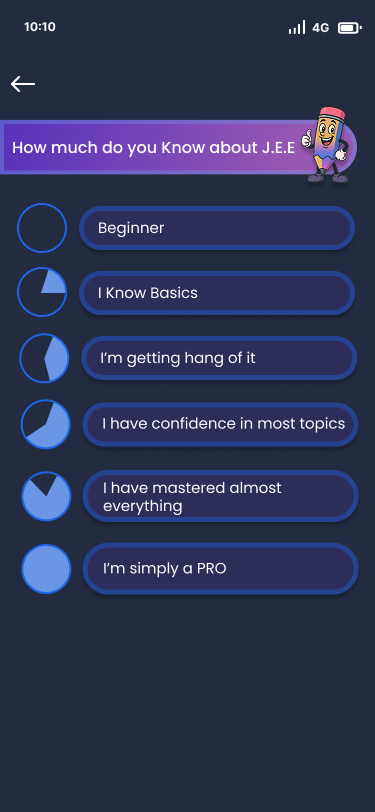 10:10
4G
How much do you Know about J.E.E
Beginner
I Know Basics
I’m getting hang of it
I have confidence in most topics
I have mastered almost
everything
I’m simply a PRO